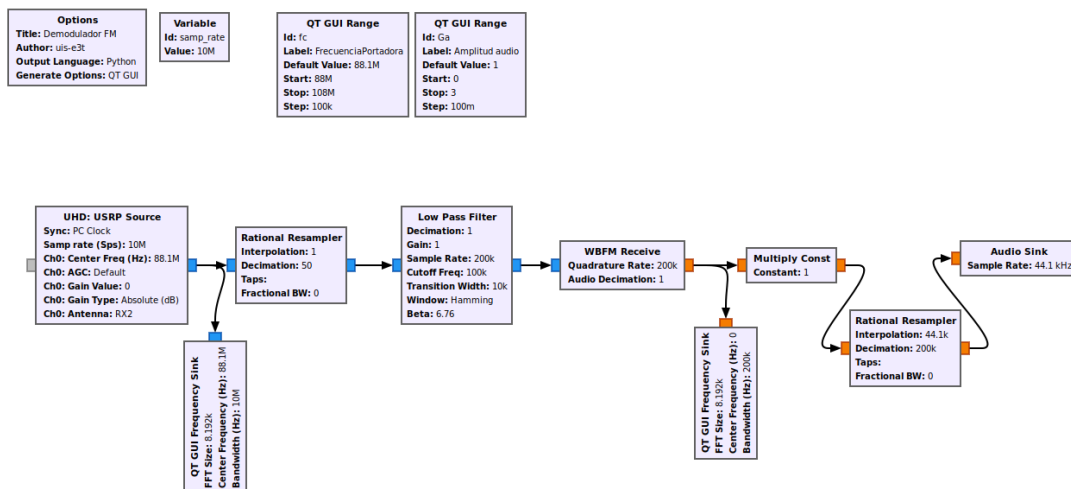 Options
Title: Demodulador FM
Author: uis-e3t
Output Language: Python
Generate Options: QT GUI
Variable
Id: samp_rate
Value: 10M
QT GUI Range
Id: fc
Label: FrecuenciaPortadora
Default Value: 88.1M
Start: 88M
Stop: 108M
Step: 100k
QT GUI Range
Id: Ga
Label: Amplitud audio
Default Value: 1
Start: 0
Stop: 3
Step: 100m
UHD: USRP Source
Sync: PC Clock
Samp rate (Sps): 10M
Ch0: Center Freq (Hz): 88.1M
Ch0: AGC: Default
Ch0: Gain Value: 0
Ch0: Gain Type: Absolute (dB)
Ch0: Antenna: RX2
Rational Resampler
Interpolation: 1
Decimation: 50
Taps:
Fractional BW: 0
Low Pass Filter
Decimation: 1
Gain: 1
Sample Rate: 200k
Cutoff Freq: 100k
Transition Width: 10k
Window: Hamming
Beta: 6.76
WBFM Receive
Quadrature Rate: 200k
Audio Decimation: 1
Multiply Const
Constant: 1
Audio Sink
Sample Rate: 44.1 kHz
Rational Resampler
Interpolation: 44.1k
Decimation: 200k
Taps:
Fractional BW: 0
QT GUI Frequency Sink
FFT Size: 8.192k
Center Frequency (Hz): 88.1M
Bandwidth (Hz): 10M
QT GUI Frequency Sink
FFT Size: 8.192k
Center Frequency (Hz): 0
Bandwidth (Hz): 200k